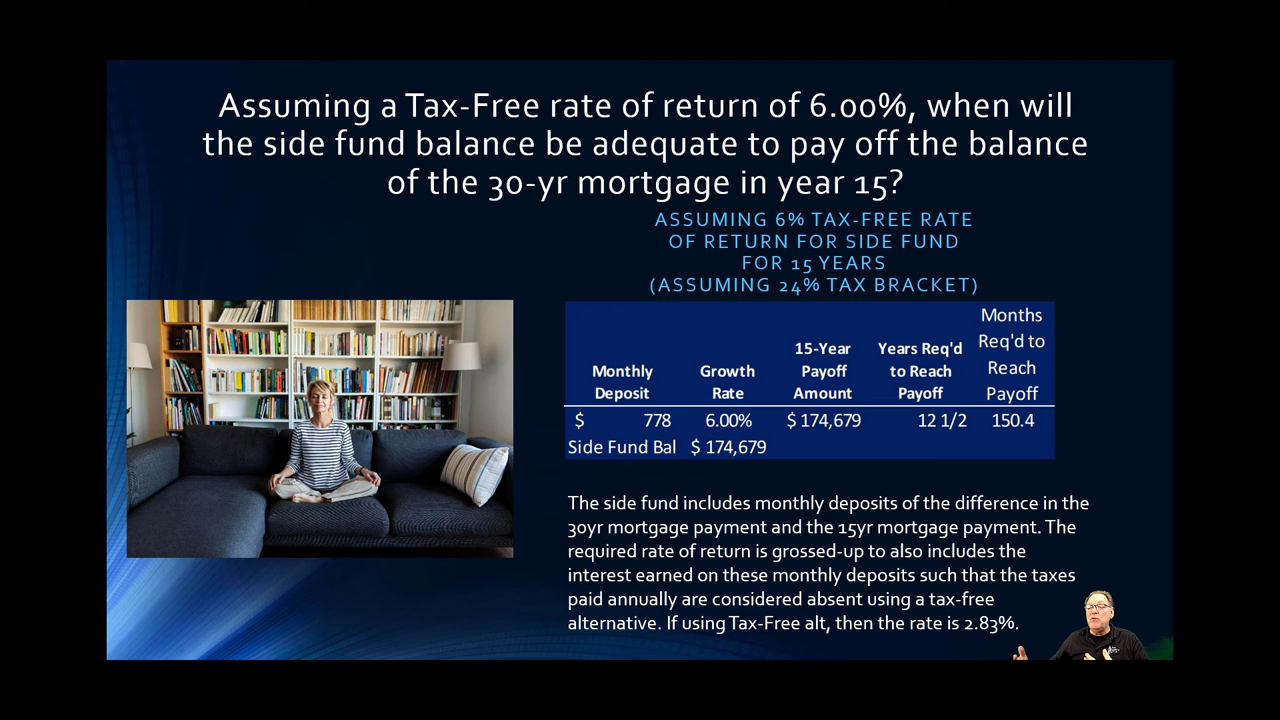 Assuming a Tax-Free rate of return of 6.00%, when will
the side fund balance be adequate to pay off the balance
of the 30-yr mortgage in year 15?
ASSUMING 6% TAX-FREE RATE
OF RETURN FOR SIDE FUND
FOR 15 YEARS
(ASSUMING 24% TAX BRACKET)
Monthly Deposit Growth Rate 15-Year Payoff Amount Years Req'd to Reach Payoff Months Req'd to Reach Payoff
$ 778 6.00% $ 174,679 12 1/2 150.4
Side Fund Bal $ 174,679
The side fund includes monthly deposits of the difference in the
30yr mortgage payment and the 15yr mortgage payment. The
required rate of return is grossed-up to also includes the
interest earned on these monthly deposits such that the taxes
paid annually are considered absent using a tax-free
alternative. If using Tax-Free alt, then the rate is 2.83%.